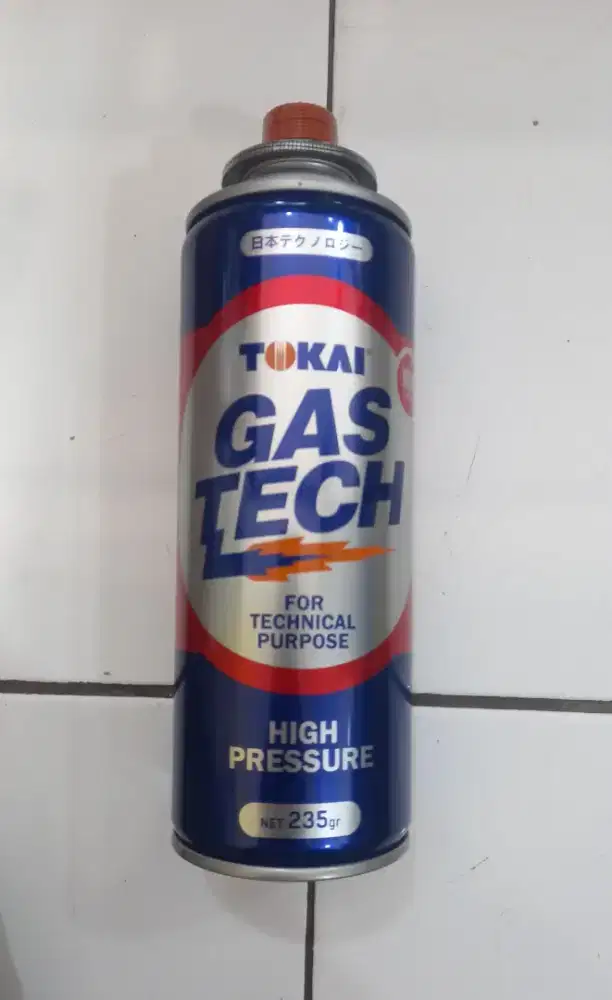 日本テクノロジー
TOKAI
GAS
TECH
FOR
TECHNICAL
PURPOSE
HIGH
PRESSURE
NET 235gr